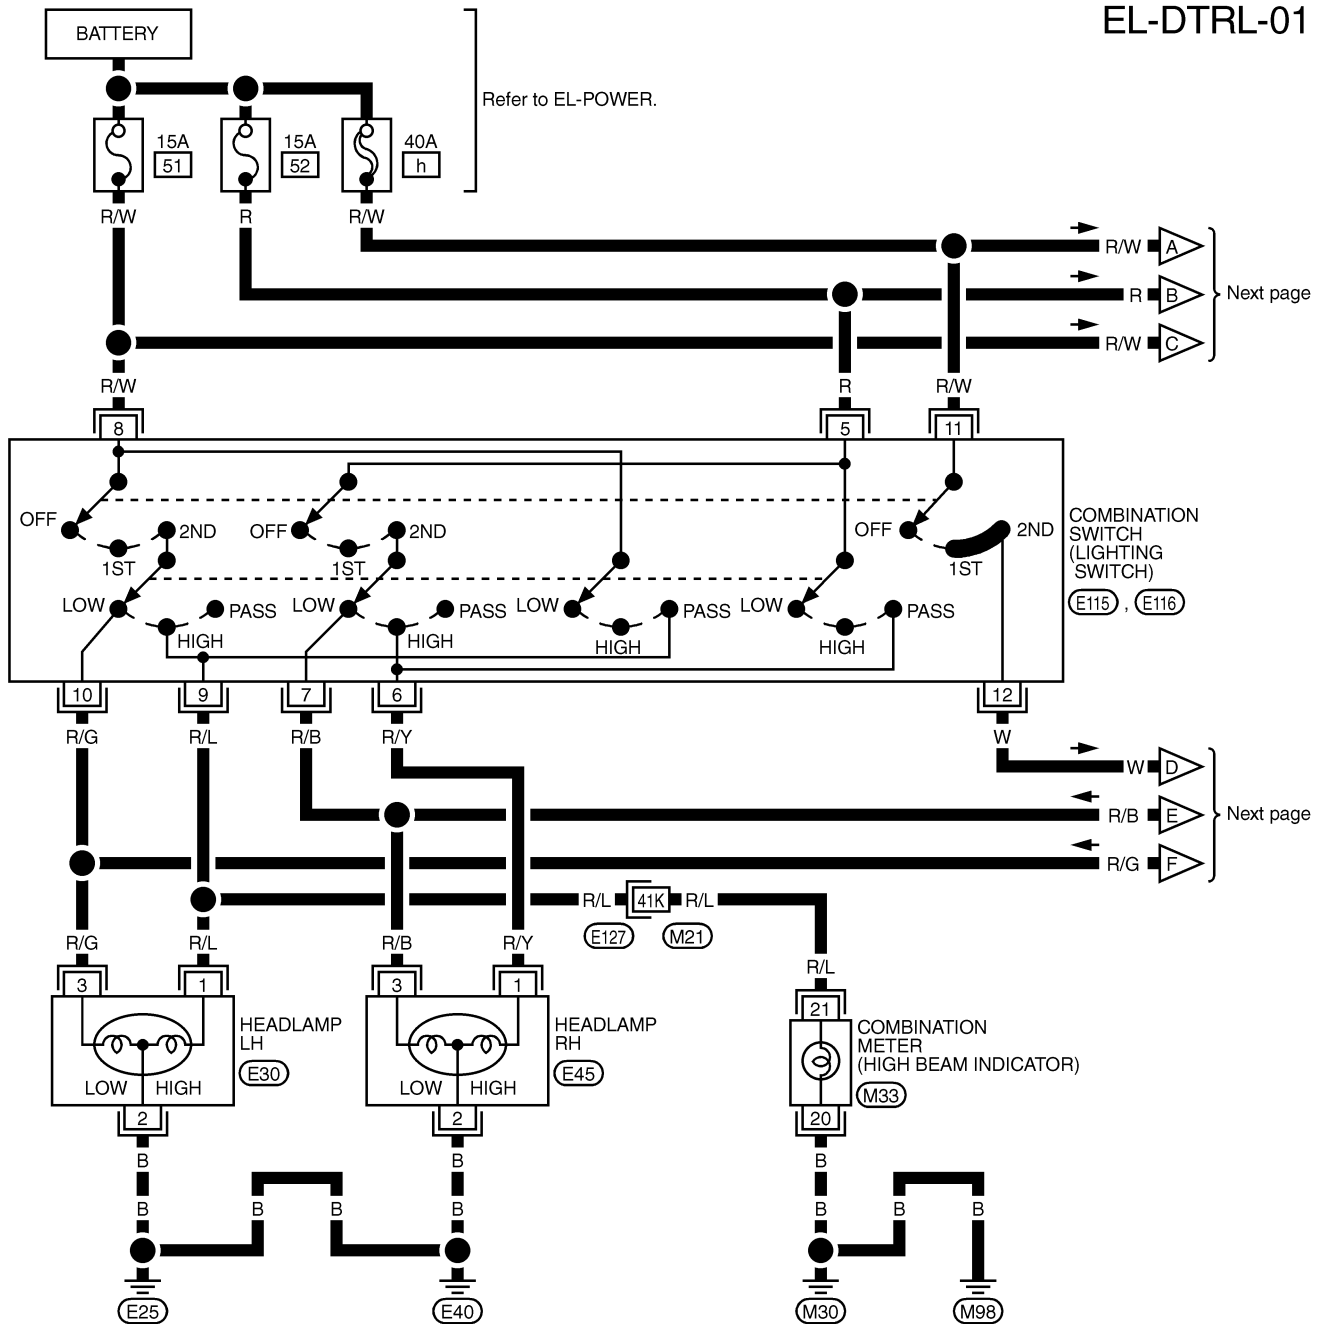 EL-DTRL-01
BATTERY
Refer to EL-POWER.
15A
51
15A
52
40A
h
R/W
R
R/W
R/W
A
R
B
Next page
R/W
C
R/W
R
R/W
8
5
11
OFF
2ND
1ST
OFF
2ND
1ST
OFF
2ND
1ST
COMBINATION
SWITCH
(LIGHTING
SWITCH)
E115 , E116
LOW
PASS
HIGH
LOW
PASS
HIGH
LOW
PASS
HIGH
LOW
PASS
HIGH
10
9
7
6
12
R/G
R/L
R/B
R/Y
W
W
D
R/B
E
Next page
R/G
F
R/L
41K
R/L
E127
M21
R/G
R/L
R/B
R/Y
R/L
3
1
3
1
21
HEADLAMP
LH
E30
LOW
HIGH
HEADLAMP
RH
E45
LOW
HIGH
COMBINATION
METER
(HIGH BEAM INDICATOR)
M33
2
2
20
B
B
B
B
B
B
B
B
B
B
E25
E40
M30
M98